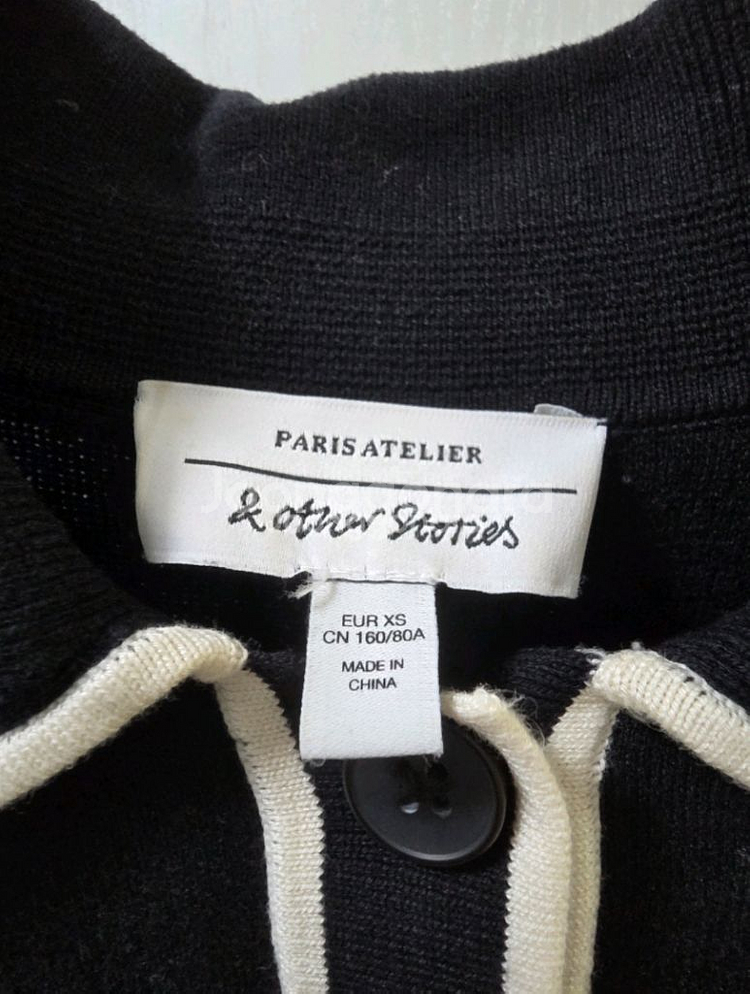 PARIS ATELIER
& other Stories
EUR XS
CN 160/80A
MADE IN
CHINA